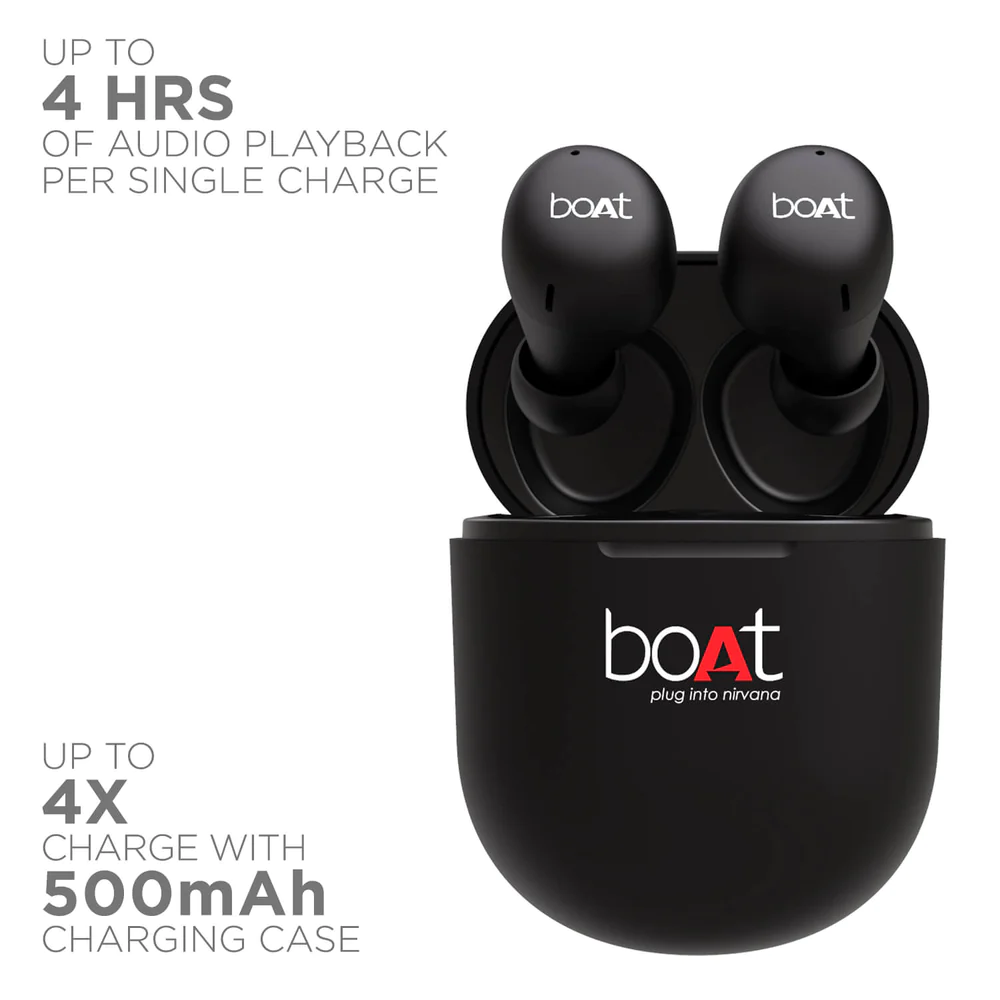 UP TO
4 HRS
OF AUDIO PLAYBACK
PER SINGLE CHARGE
boAt
boAt
boAt
plug into nirvana
UP TO
4X
CHARGE WITH
500mAh
CHARGING CASE